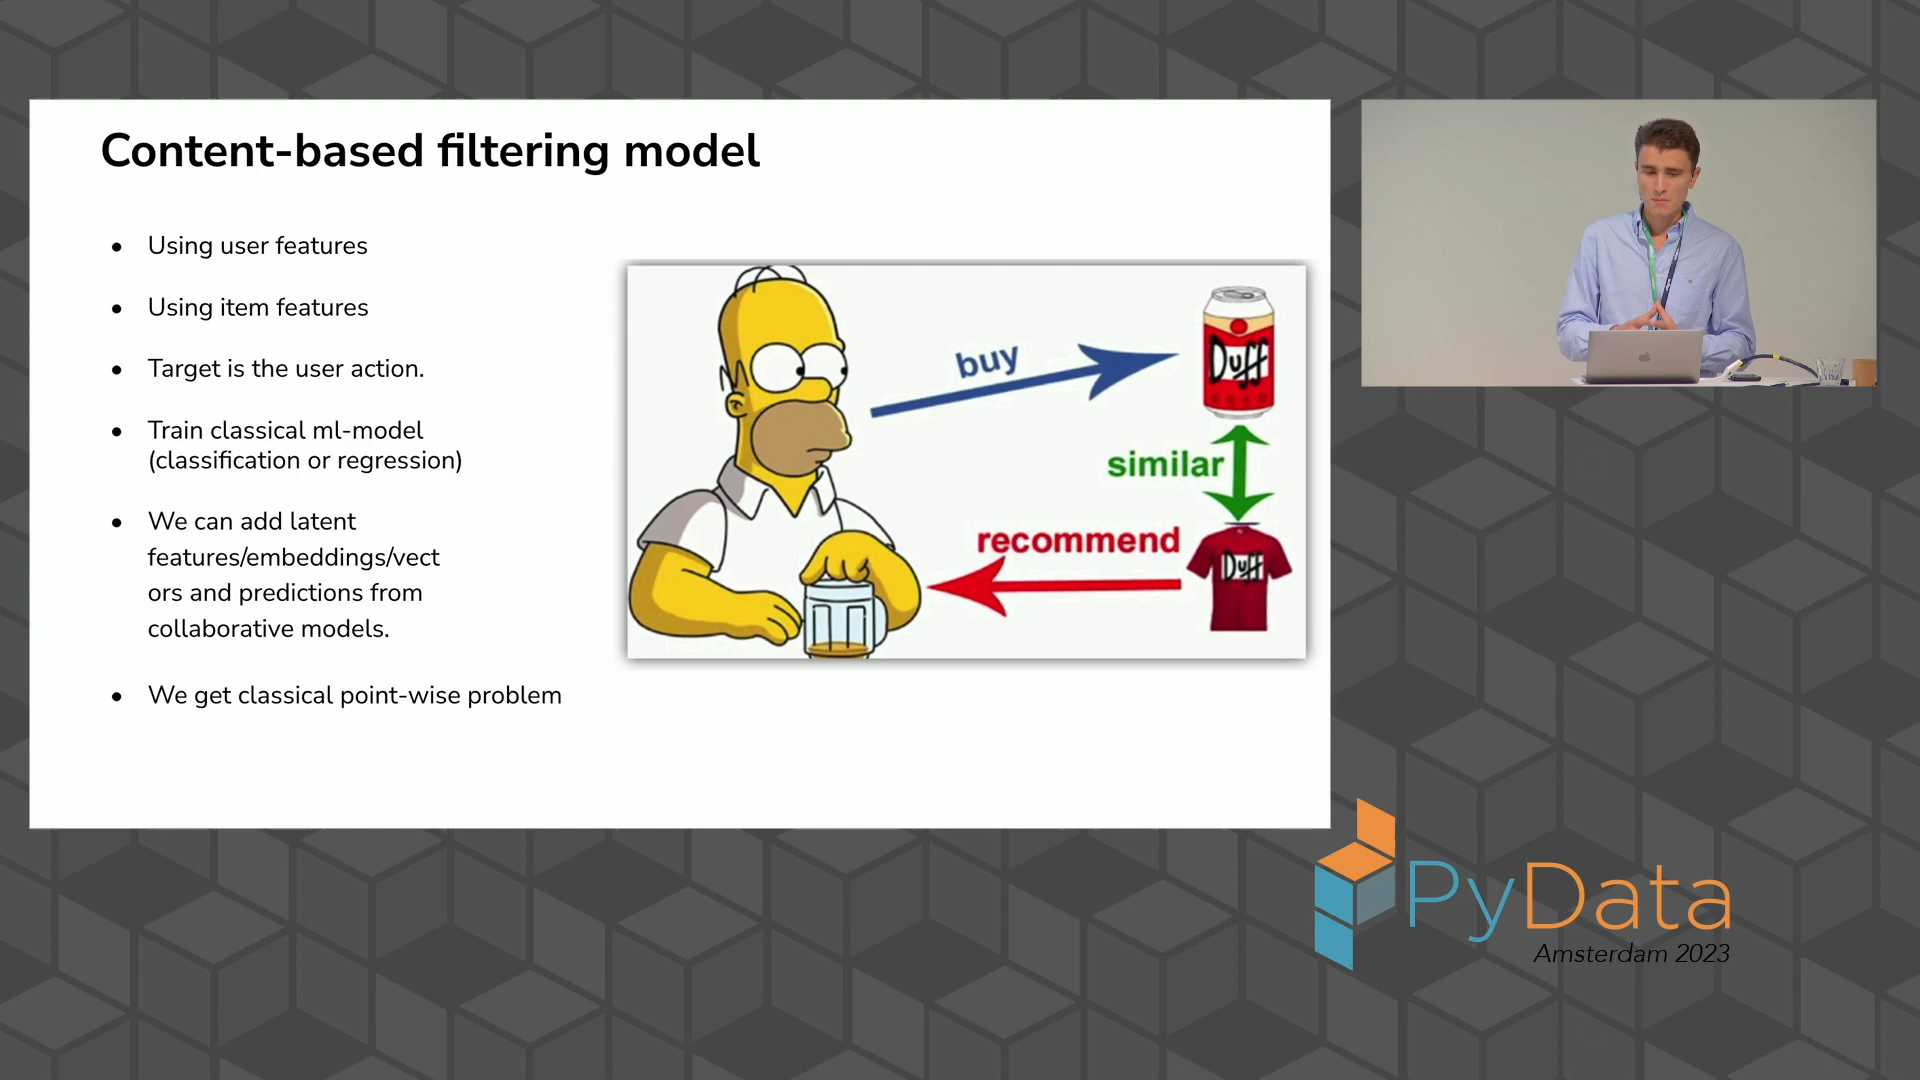 Content-based filtering model
● Using user features
● Using item features
● Target is the user action.
● Train classical ml-model
(classification or regression)
● We can add latent
features/embeddings/vect
ors and predictions from
collaborative models.
● We get classical point-wise problem
buy
Duff
similar
recommend
Duff
PyData
Amsterdam 2023